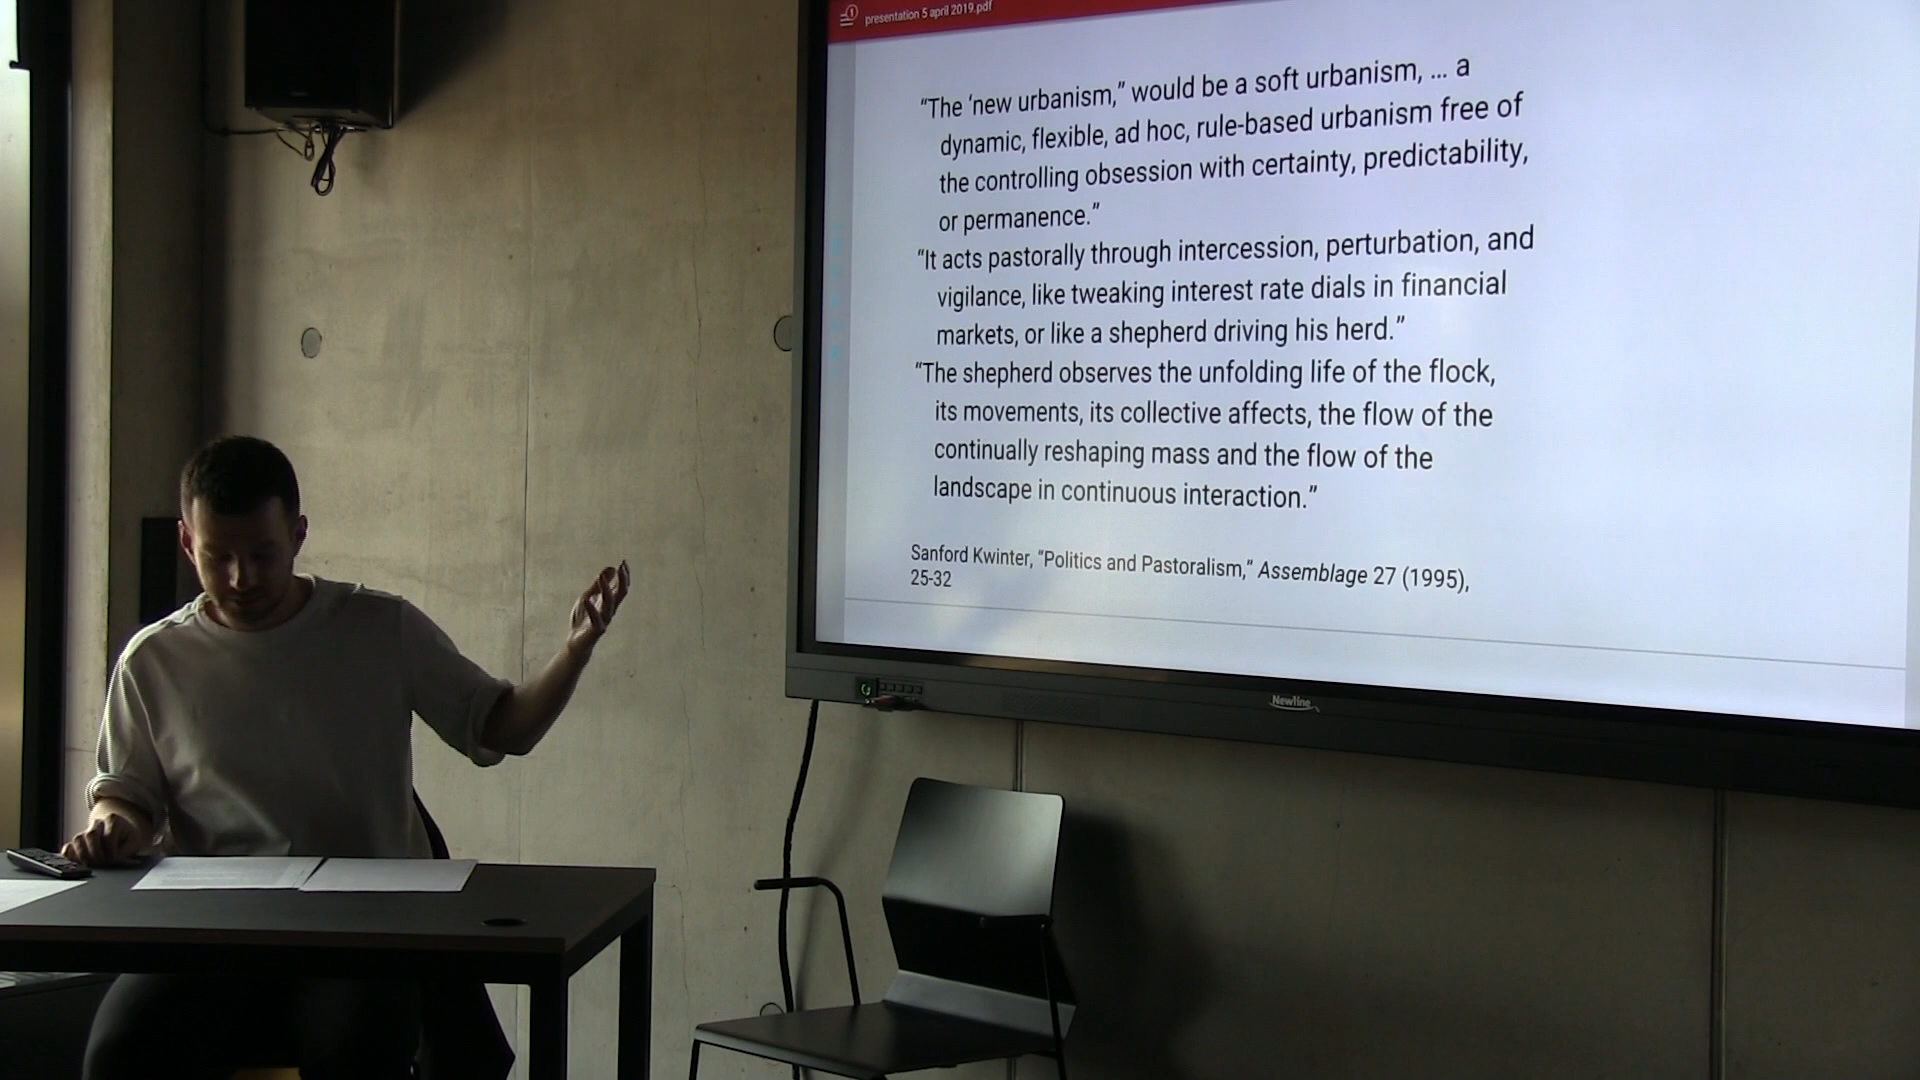 presentation 5 april 2019.pdf
“The ‘new urbanism,” would be a soft urbanism, ... a
dynamic, flexible, ad hoc, rule-based urbanism free of
the controlling obsession with certainty, predictability,
or permanence.”
“It acts pastorally through intercession, perturbation, and
vigilance, like tweaking interest rate dials in financial
markets, or like a shepherd driving his herd.”
“The shepherd observes the unfolding life of the flock,
its movements, its collective affects, the flow of the
continually reshaping mass and the flow of the
landscape in continuous interaction.”
Sanford Kwinter, “Politics and Pastoralism,” Assemblage 27 (1995),
25-32
Newline